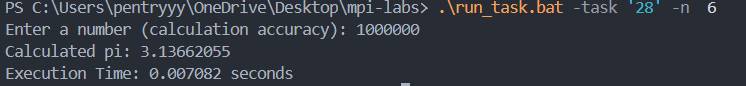 PS C:\Users\pentryyy\OneDrive\Desktop\mpi-labs> .\run_task.bat -task '28' -n  6
Enter a number (calculation accuracy): 1000000
Calculated pi: 3.13662055
Execution Time: 0.007082 seconds